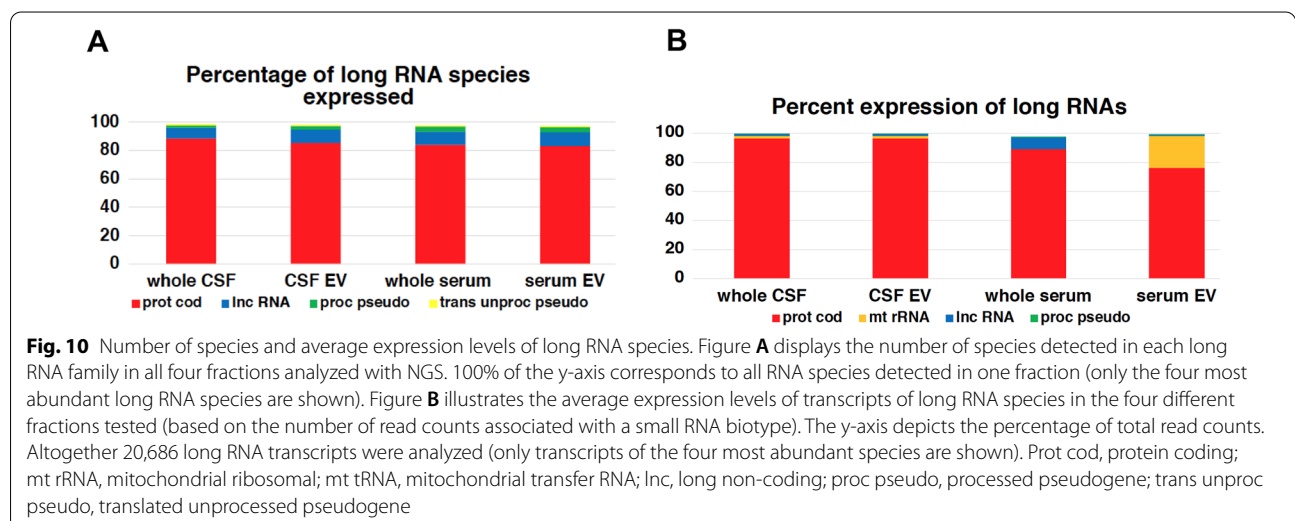 A
Percentage of long RNA species
expressed
100
80
60
40
20
0
whole CSF CSF EV whole serum serum EV
prot cod lnc RNA proc pseudo trans unproc pseudo
B
Percent expression of long RNAs
100
80
60
40
20
0
whole CSF CSF EV whole serum serum EV
prot cod mt rRNA lnc RNA proc pseudo
Fig. 10 Number of species and average expression levels of long RNA species. Figure A displays the number of species detected in each long
RNA family in all four fractions analyzed with NGS. 100% of the y-axis corresponds to all RNA species detected in one fraction (only the four most
abundant long RNA species are shown). Figure B illustrates the average expression levels of transcripts of long RNA species in the four different
fractions tested (based on the number of read counts associated with a small RNA biotype). The y-axis depicts the percentage of total read counts.
Altogether 20,686 long RNA transcripts were analyzed (only transcripts of the four most abundant species are shown). Prot cod, protein coding;
mt rRNA, mitochondrial ribosomal; mt tRNA, mitochondrial transfer RNA; lnc, long non-coding; proc pseudo, processed pseudogene; trans unproc
pseudo, translated unprocessed pseudogene